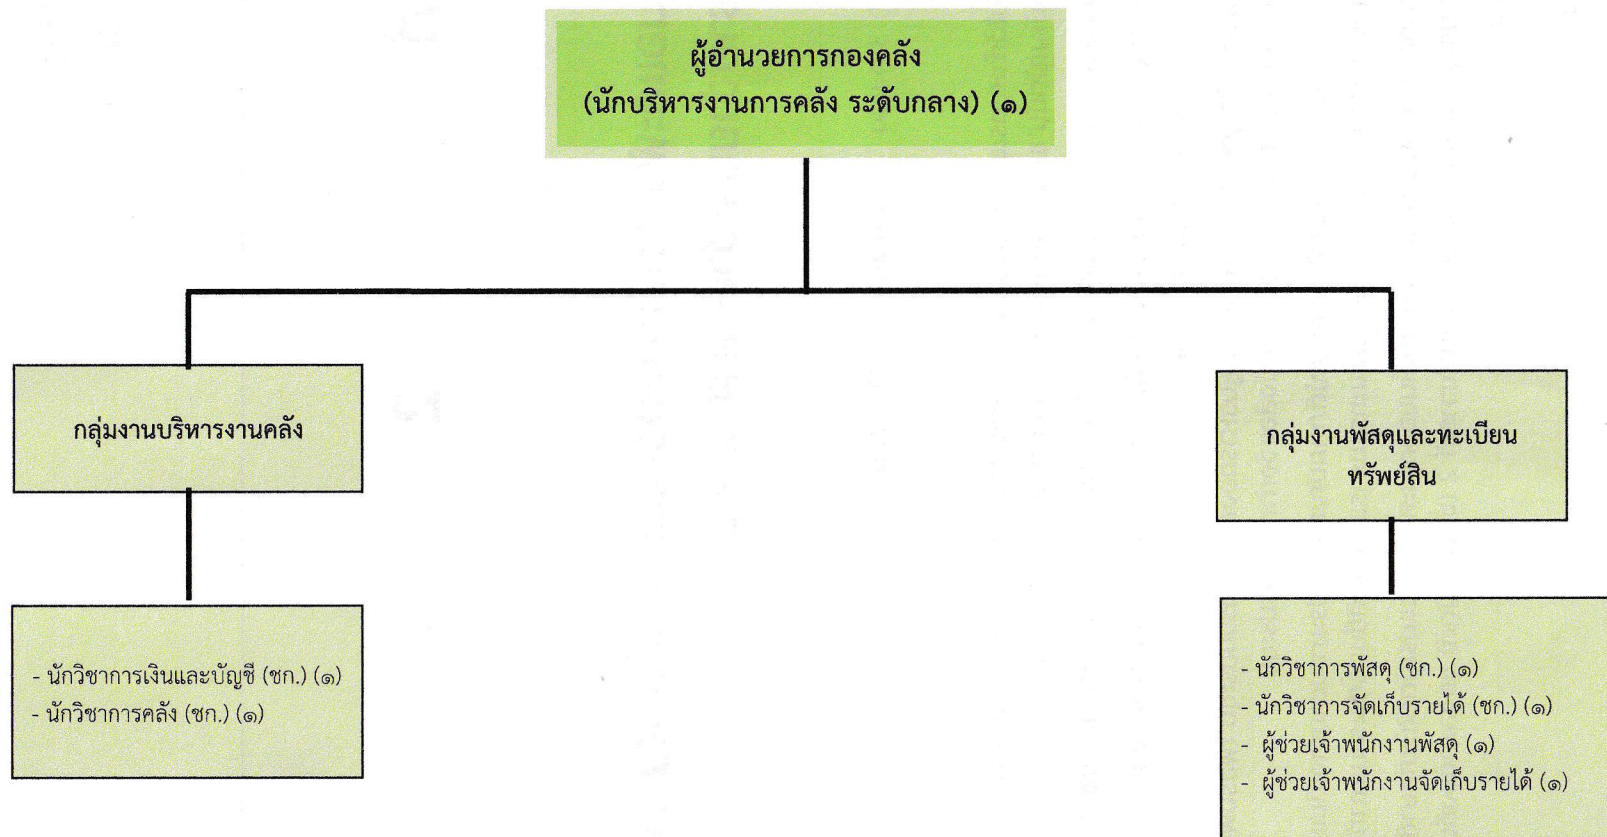 ผู้อำนวยการกองคลัง
(นักบริหารงานการคลัง ระดับกลาง) (๑)
กลุ่มงานบริหารงานคลัง
- นักวิชาการเงินและบัญชี (ชก.) (๑)
- นักวิชาการคลัง (ชก.) (๑)
กลุ่มงานพัสดุและทะเบียน
ทรัพย์สิน
- นักวิชาการพัสดุ (ชก.) (๑)
- นักวิชาการจัดเก็บรายได้ (ชก.) (๑)
- ผู้ช่วยเจ้าพนักงานพัสดุ (๑)
- ผู้ช่วยเจ้าพนักงานจัดเก็บรายได้ (๑)